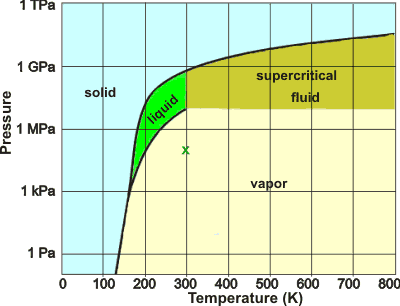 1 TPa
1 GPa
1 MPa
1 kPa
1 Pa
Pressure
solid
liquid
supercritical
fluid
x
vapor
0 100 200 300 400 500 600 700 800
Temperature (K)